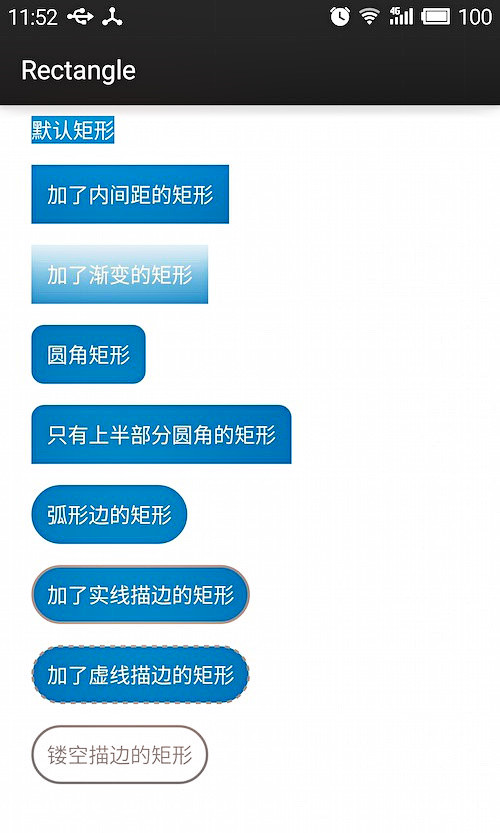 11:52 4G 100
Rectangle
默认矩形
加了内间距的矩形
加了渐变的矩形
圆角矩形
只有上半部分圆角的矩形
弧形边的矩形
加了实线描边的矩形
加了虚线描边的矩形
镂空描边的矩形